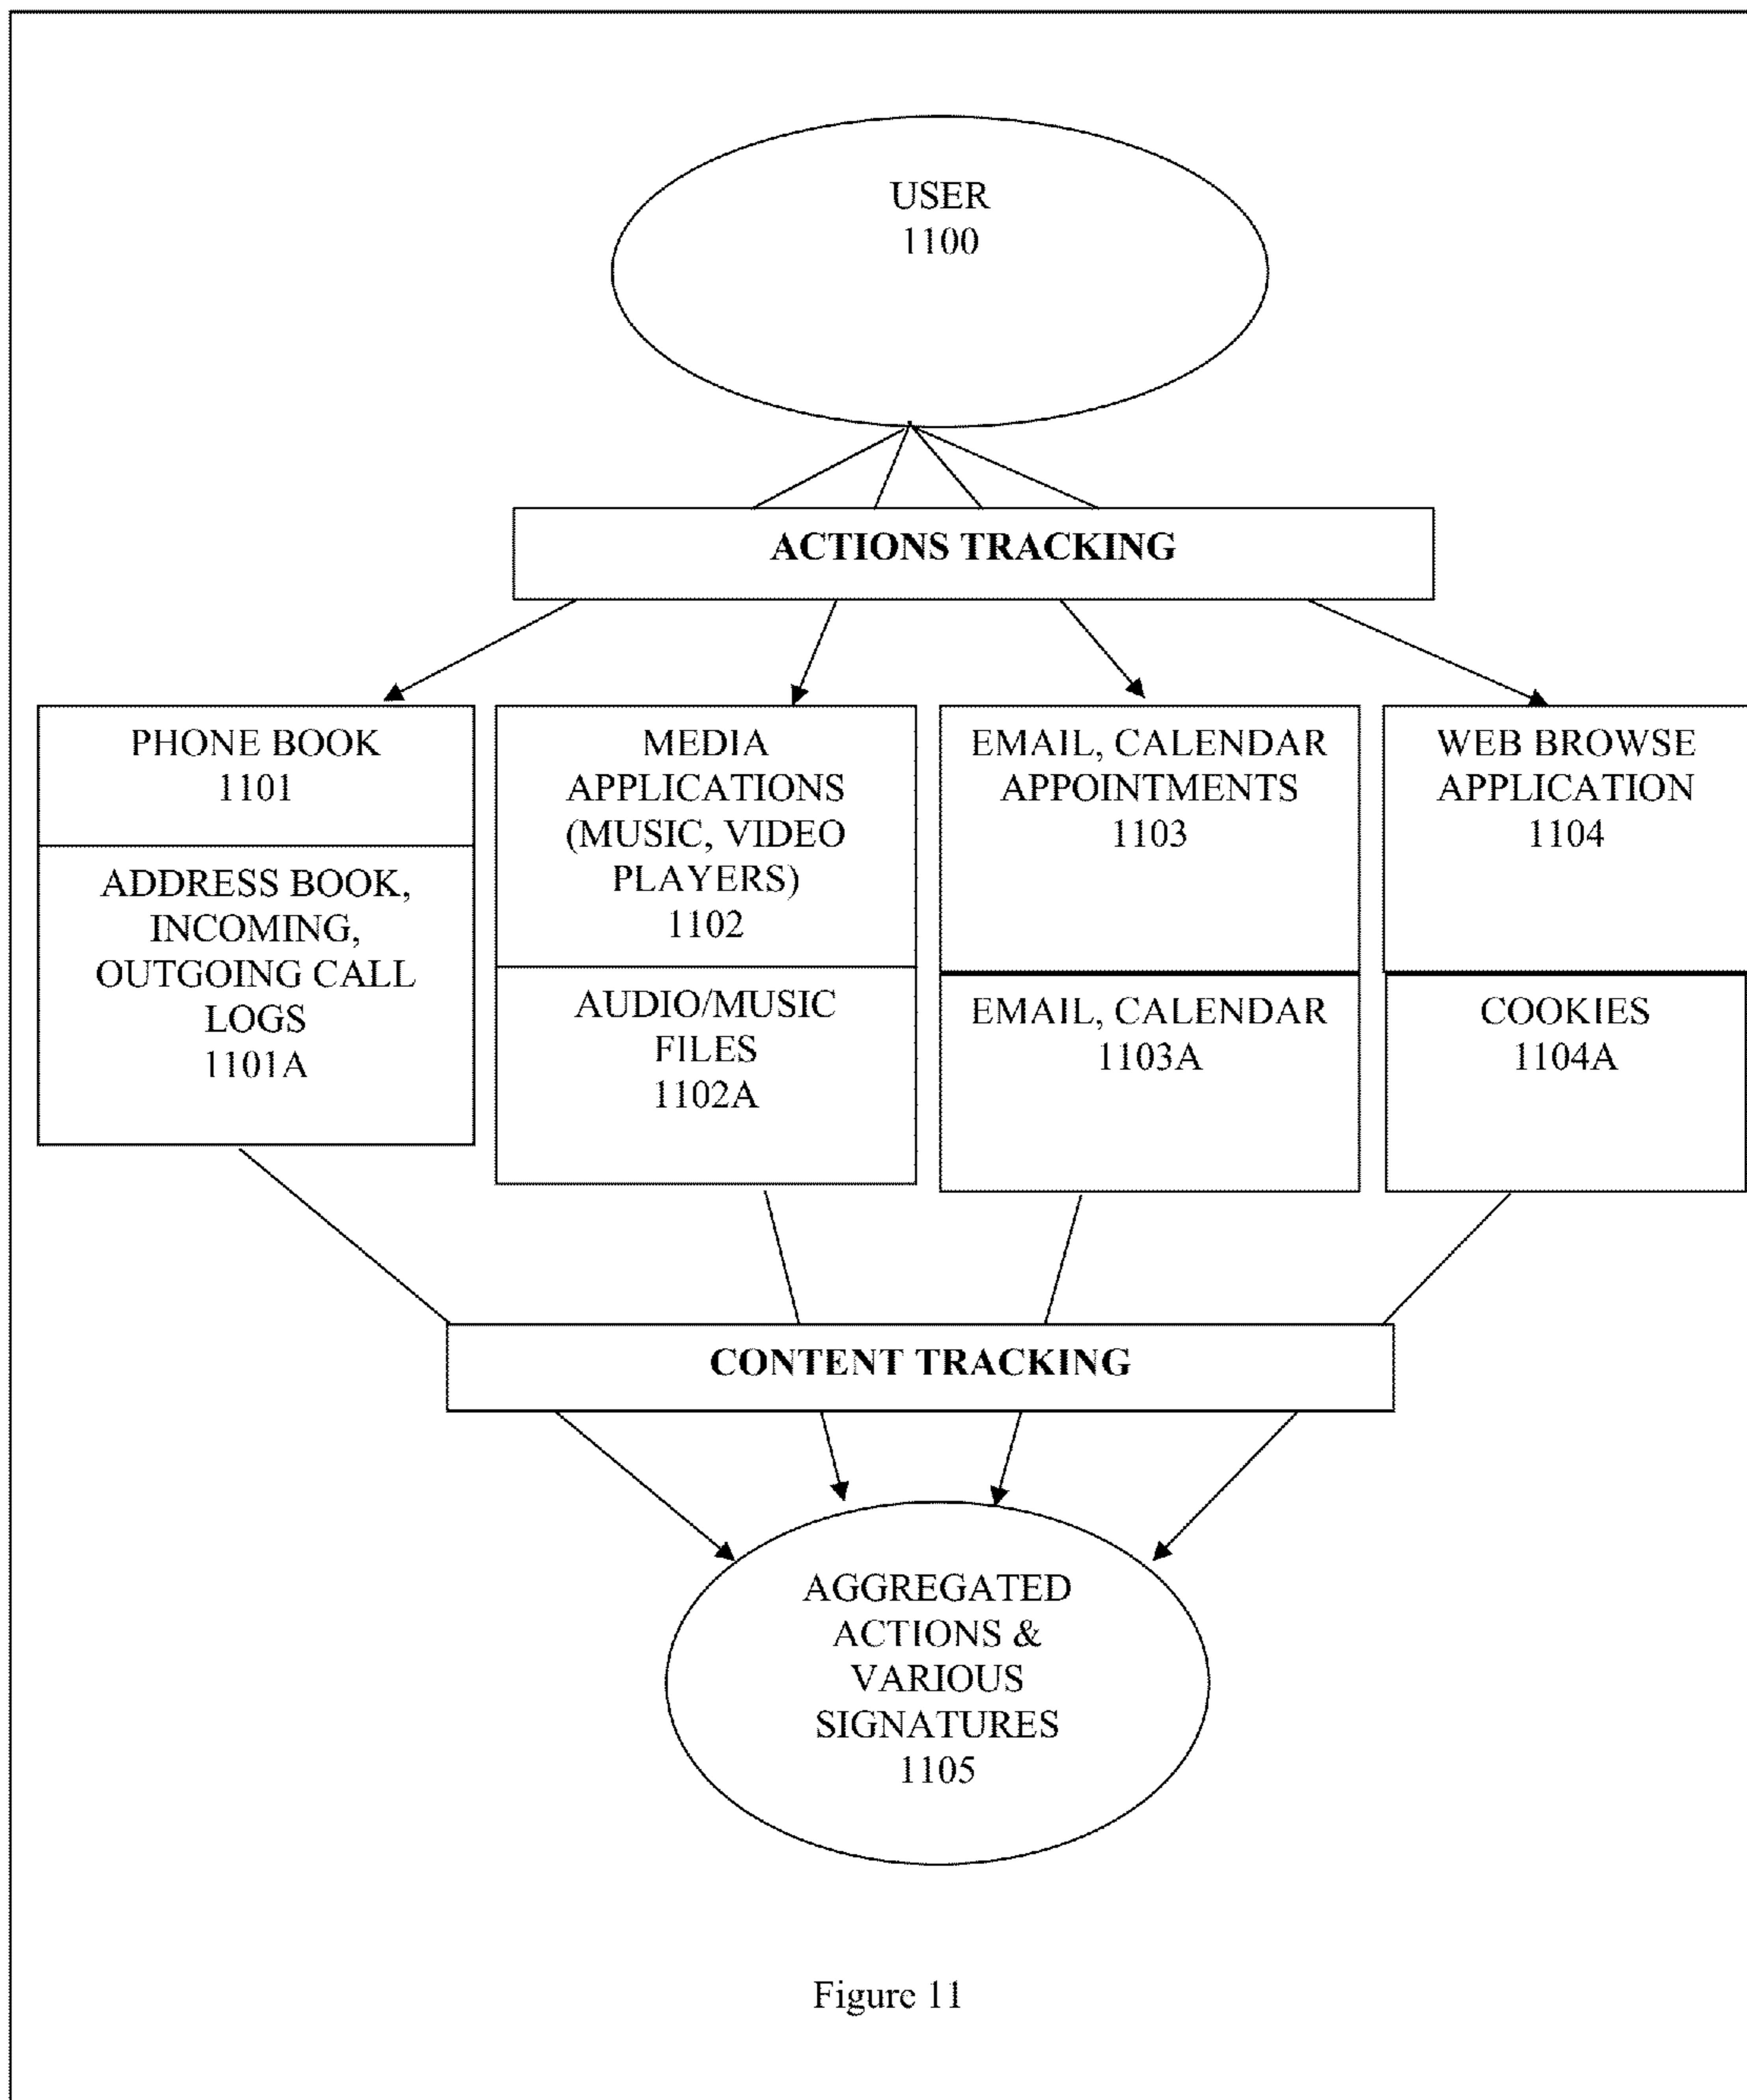 USER
1100
ACTIONS TRACKING
PHONE BOOK
1101
ADDRESS BOOK,
INCOMING,
OUTGOING CALL
LOGS
1101A
MEDIA
APPLICATIONS
(MUSIC, VIDEO
PLAYERS)
1102
AUDIO/MUSIC
FILES
1102A
EMAIL, CALENDAR
APPOINTMENTS
1103
EMAIL, CALENDAR
1103A
WEB BROWSE
APPLICATION
1104
COOKIES
1104A
CONTENT TRACKING
AGGREGATED
ACTIONS &
VARIOUS
SIGNATURES
1105
Figure 11